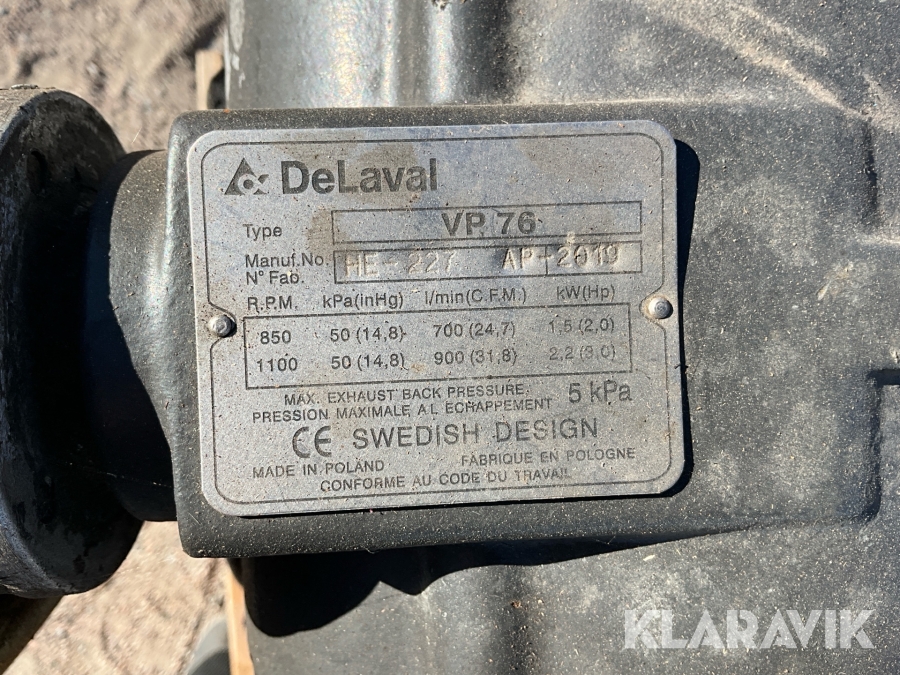 DeLaval
Type VP 76
Manuf.No. HE-227 AP-2019
N° Fab.
R.P.M. kPa(inHg) l/min(C.F.M.) kW(Hp)
850 50 (14,8) 700 (24,7) 1,5 (2,0)
1100 50 (14,8) 900 (31,8) 2,2 (3,0)
MAX. EXHAUST BACK PRESSURE.
PRESSION MAXIMALE A L ECHAPPEMENT 5 kPa
CE SWEDISH DESIGN
MADE IN POLAND FABRIQUE EN POLOGNE
CONFORME AU CODE DU TRAVAIL
KLARAVIK